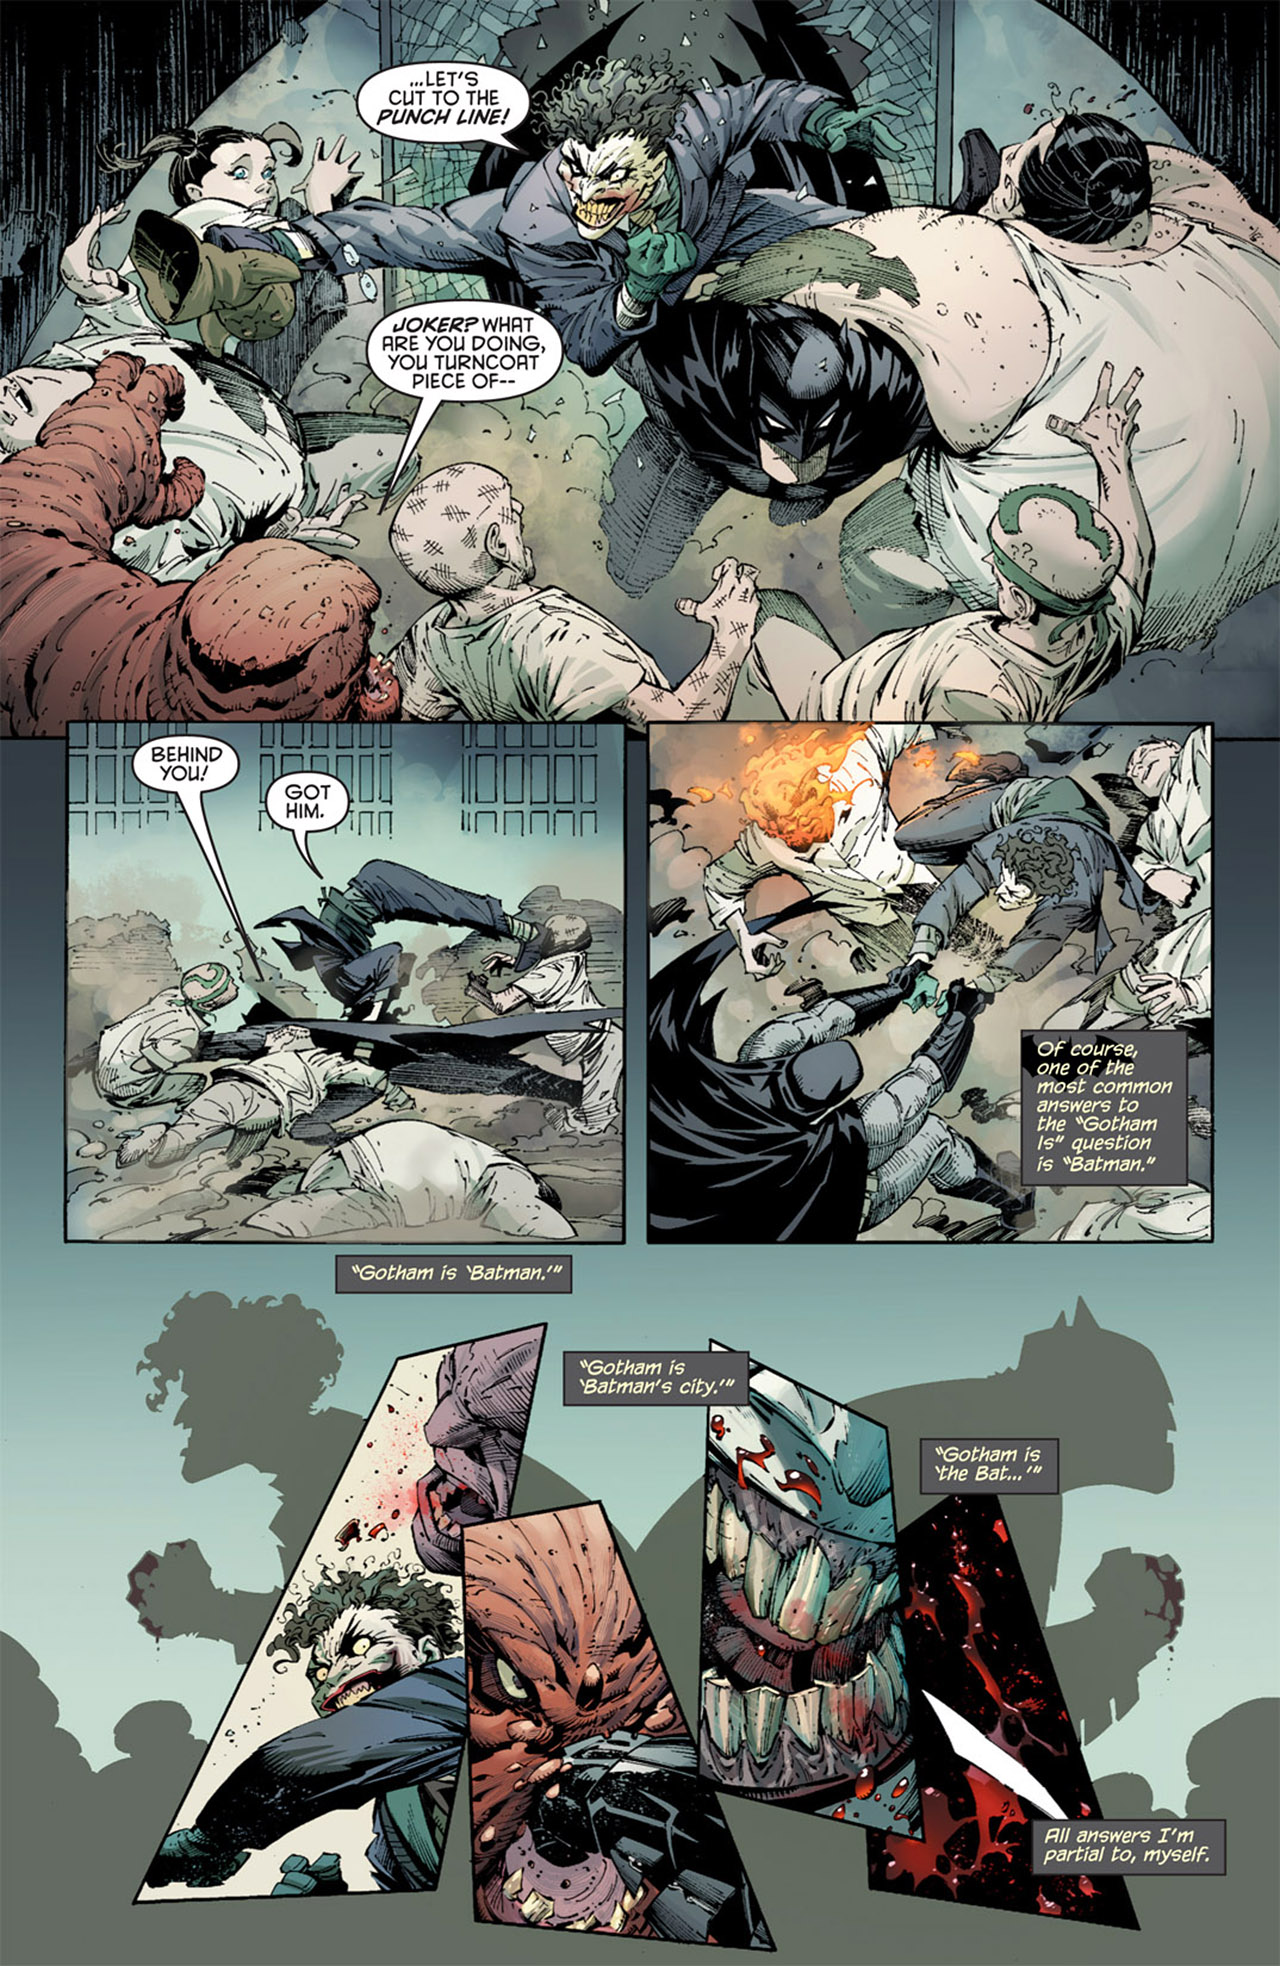 ...LET'S
CUT TO THE
PUNCH LINE!
JOKER? WHAT
ARE YOU DOING,
YOU TURNCOAT
PIECE OF--
BEHIND
YOU!
GOT
HIM.
Of course,
one of the
most common
answers to
the "Gotham
Is" question
is "Batman."
"Gotham is 'Batman.'"
"Gotham is
'Batman's city.'"
"Gotham is
'the Bat...'"
All answers I'm
partial to, myself.